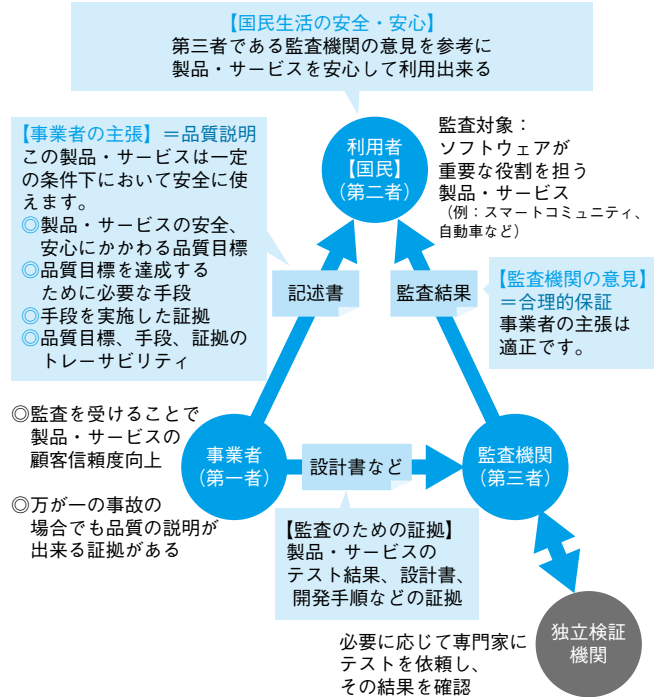 【国民生活の安全・安心】
第三者である監査機関の意見を参考に
製品・サービスを安心して利用出来る
【事業者の主張】＝品質説明
この製品・サービスは一定
の条件下において安全に使
えます。
◎製品・サービスの安全、
安心にかかわる品質目標
◎品質目標を達成する
ために必要な手段
◎手段を実施した証拠
◎品質目標、手段、証拠の
トレーサビリティ
利用者
【国民】
（第二者）
監査対象：
ソフトウェアが
重要な役割を担う
製品・サービス
（例：スマートコミュニティ、
自動車など）
記述書
監査結果
【監査機関の意見】
＝合理的保証
事業者の主張は
適正です。
◎監査を受けることで
製品・サービスの
顧客信頼度向上
◎万が一の事故の
場合でも品質の説明が
出来る証拠がある
事業者
（第一者）
設計書など
監査機関
（第三者）
【監査のための証拠】
製品・サービスの
テスト結果、設計書、
開発手順などの証拠
独立検証
機関
必要に応じて専門家に
テストを依頼し、
その結果を確認